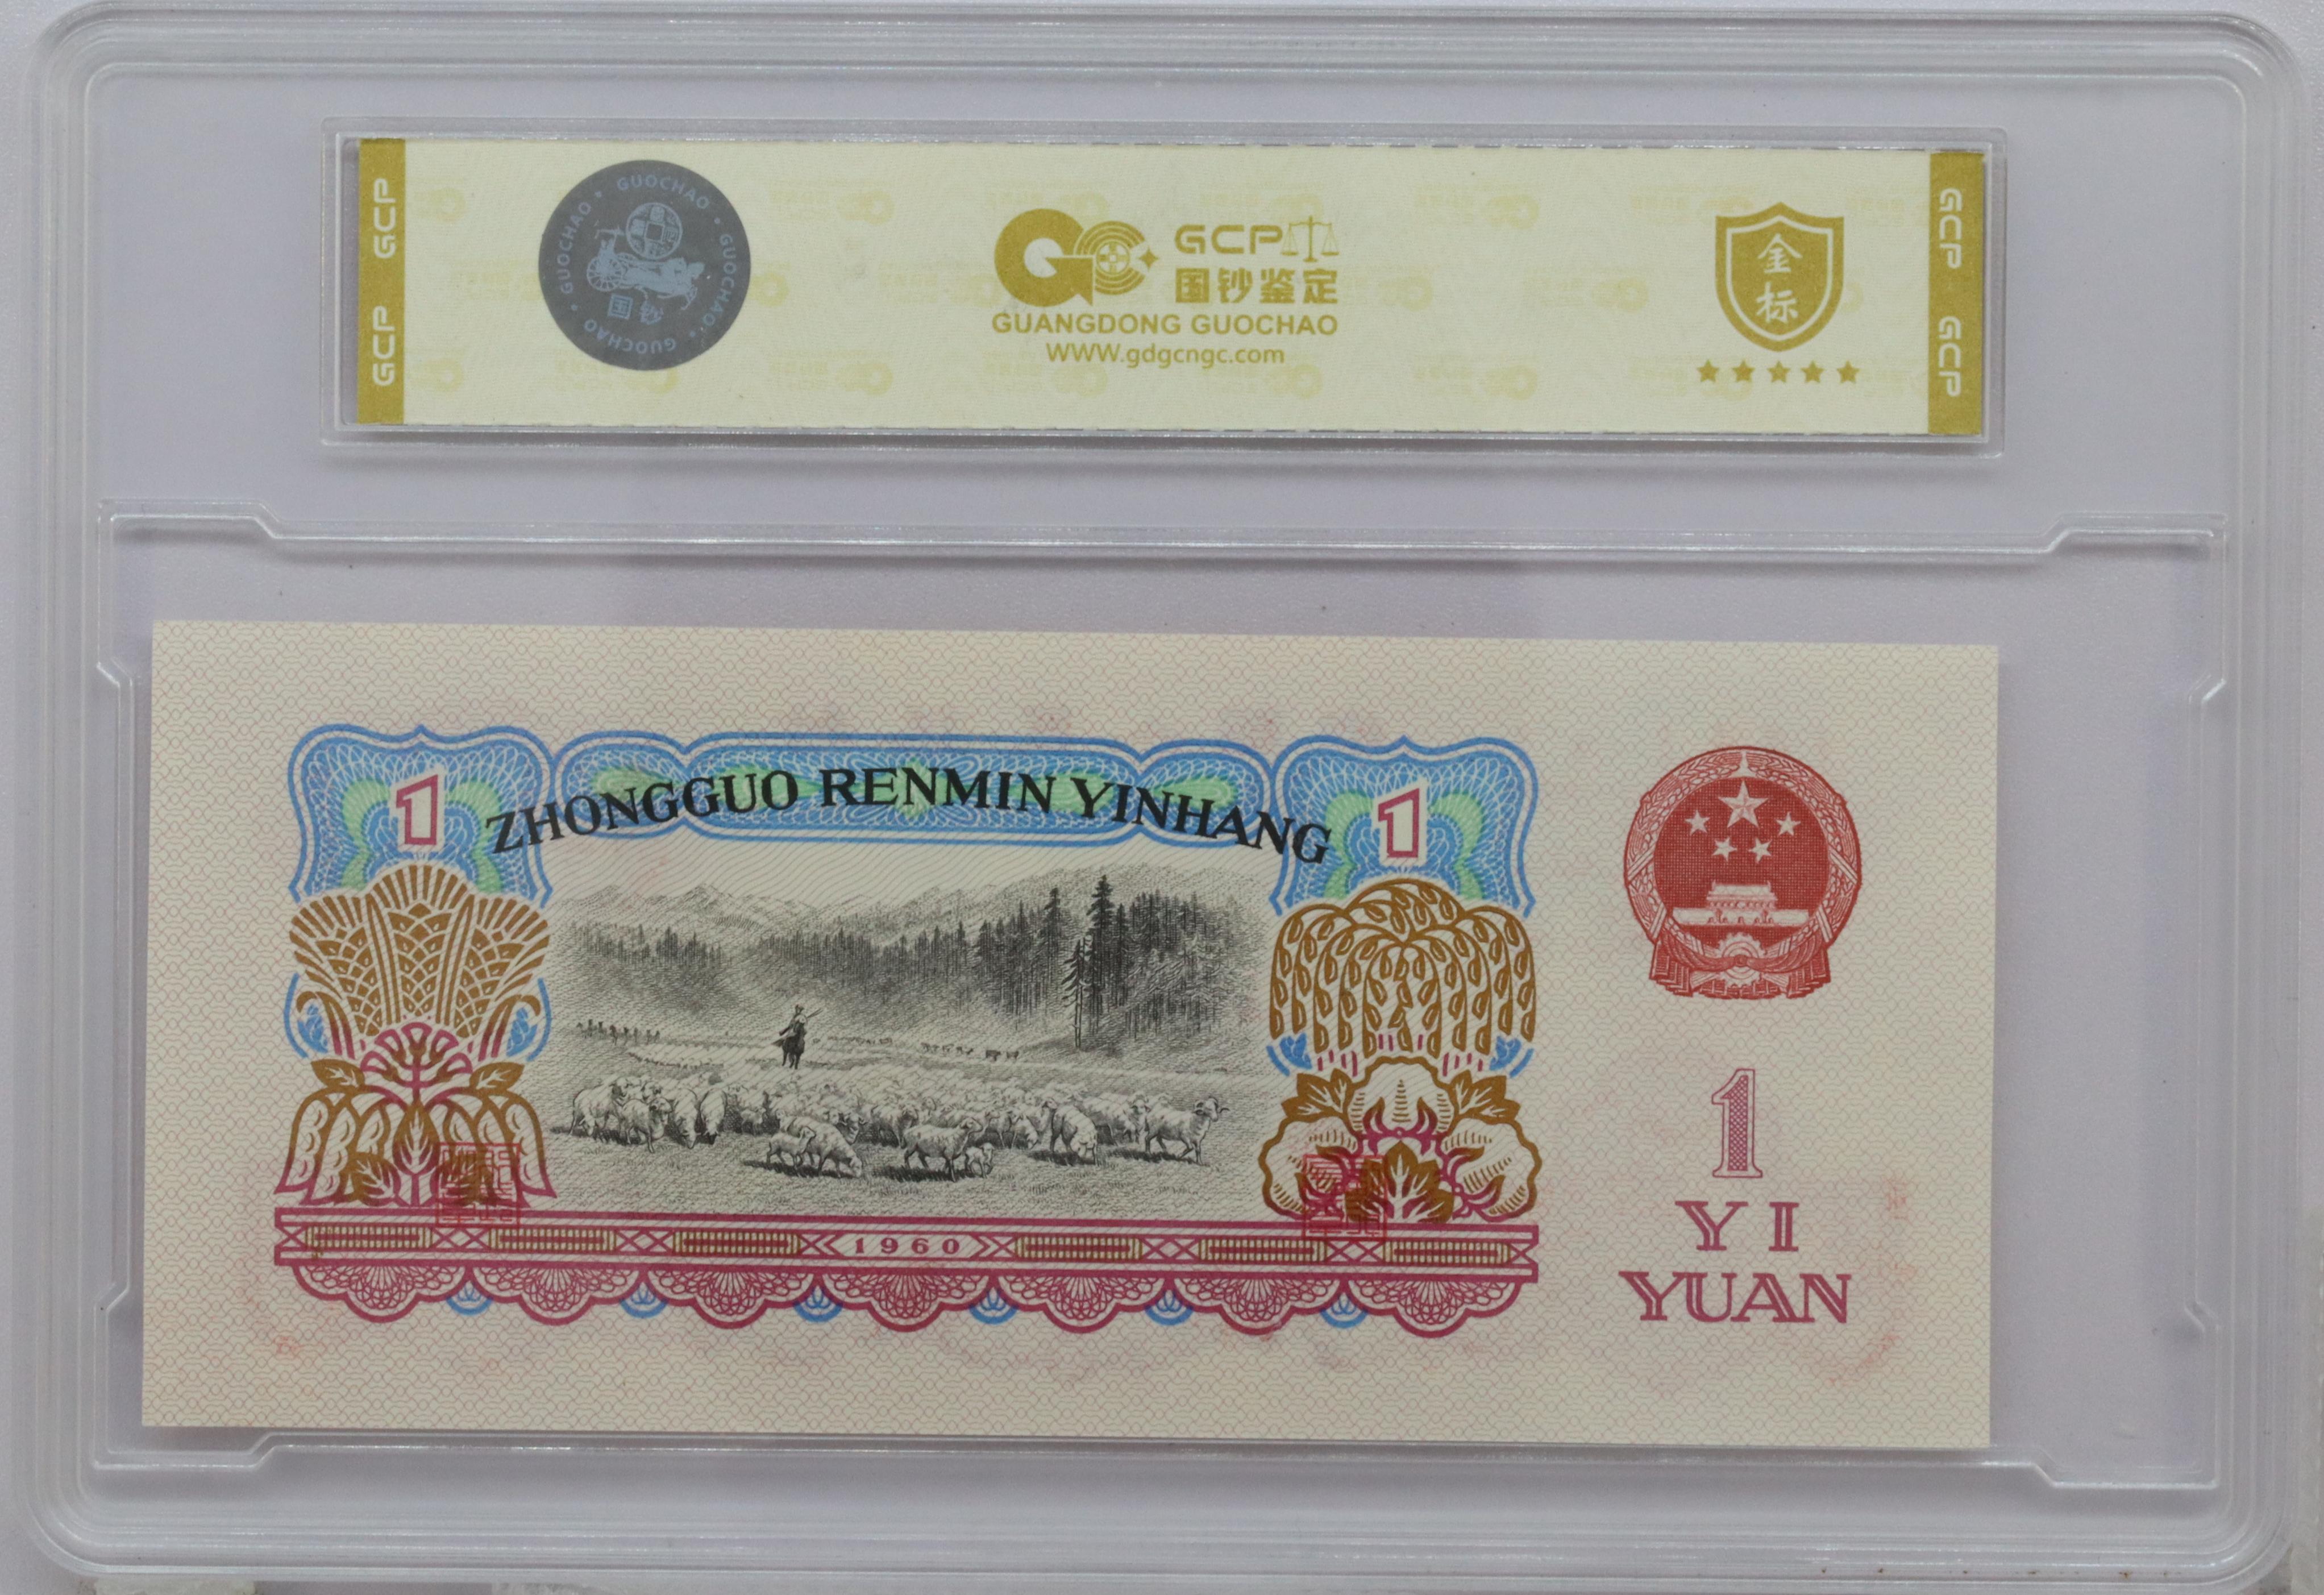 GCP GCP
GUOCHAO • GUOCHAO • GUOCHAO • GUOCHAO
国钞
GCP
国钞鉴定
GUANGDONG GUOCHAO
WWW.gdgcngc.com
金
标
GCP GCP
1
ZHONGGUO RENMIN YINHANG
1
1960
1
YI
YUAN